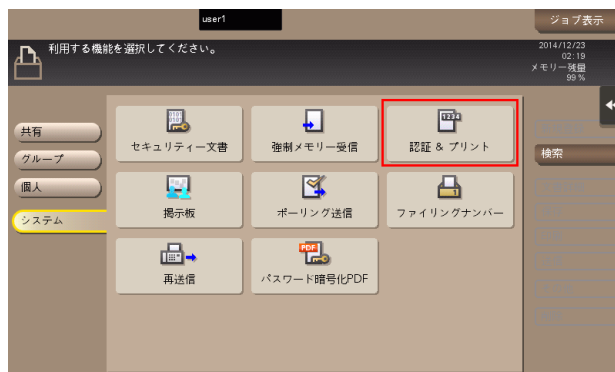 user1
ジョブ表示
利用する機能を選択してください。
2014/12/23
02:19
メモリー残量
99 %
共有
グループ
個人
システム
セキュリティー文書
強制メモリー受信
1234
認証 & プリント
掲示板
ポーリング送信
1
ファイリングナンバー
再送信
PDF
パスワード暗号化PDF
検索